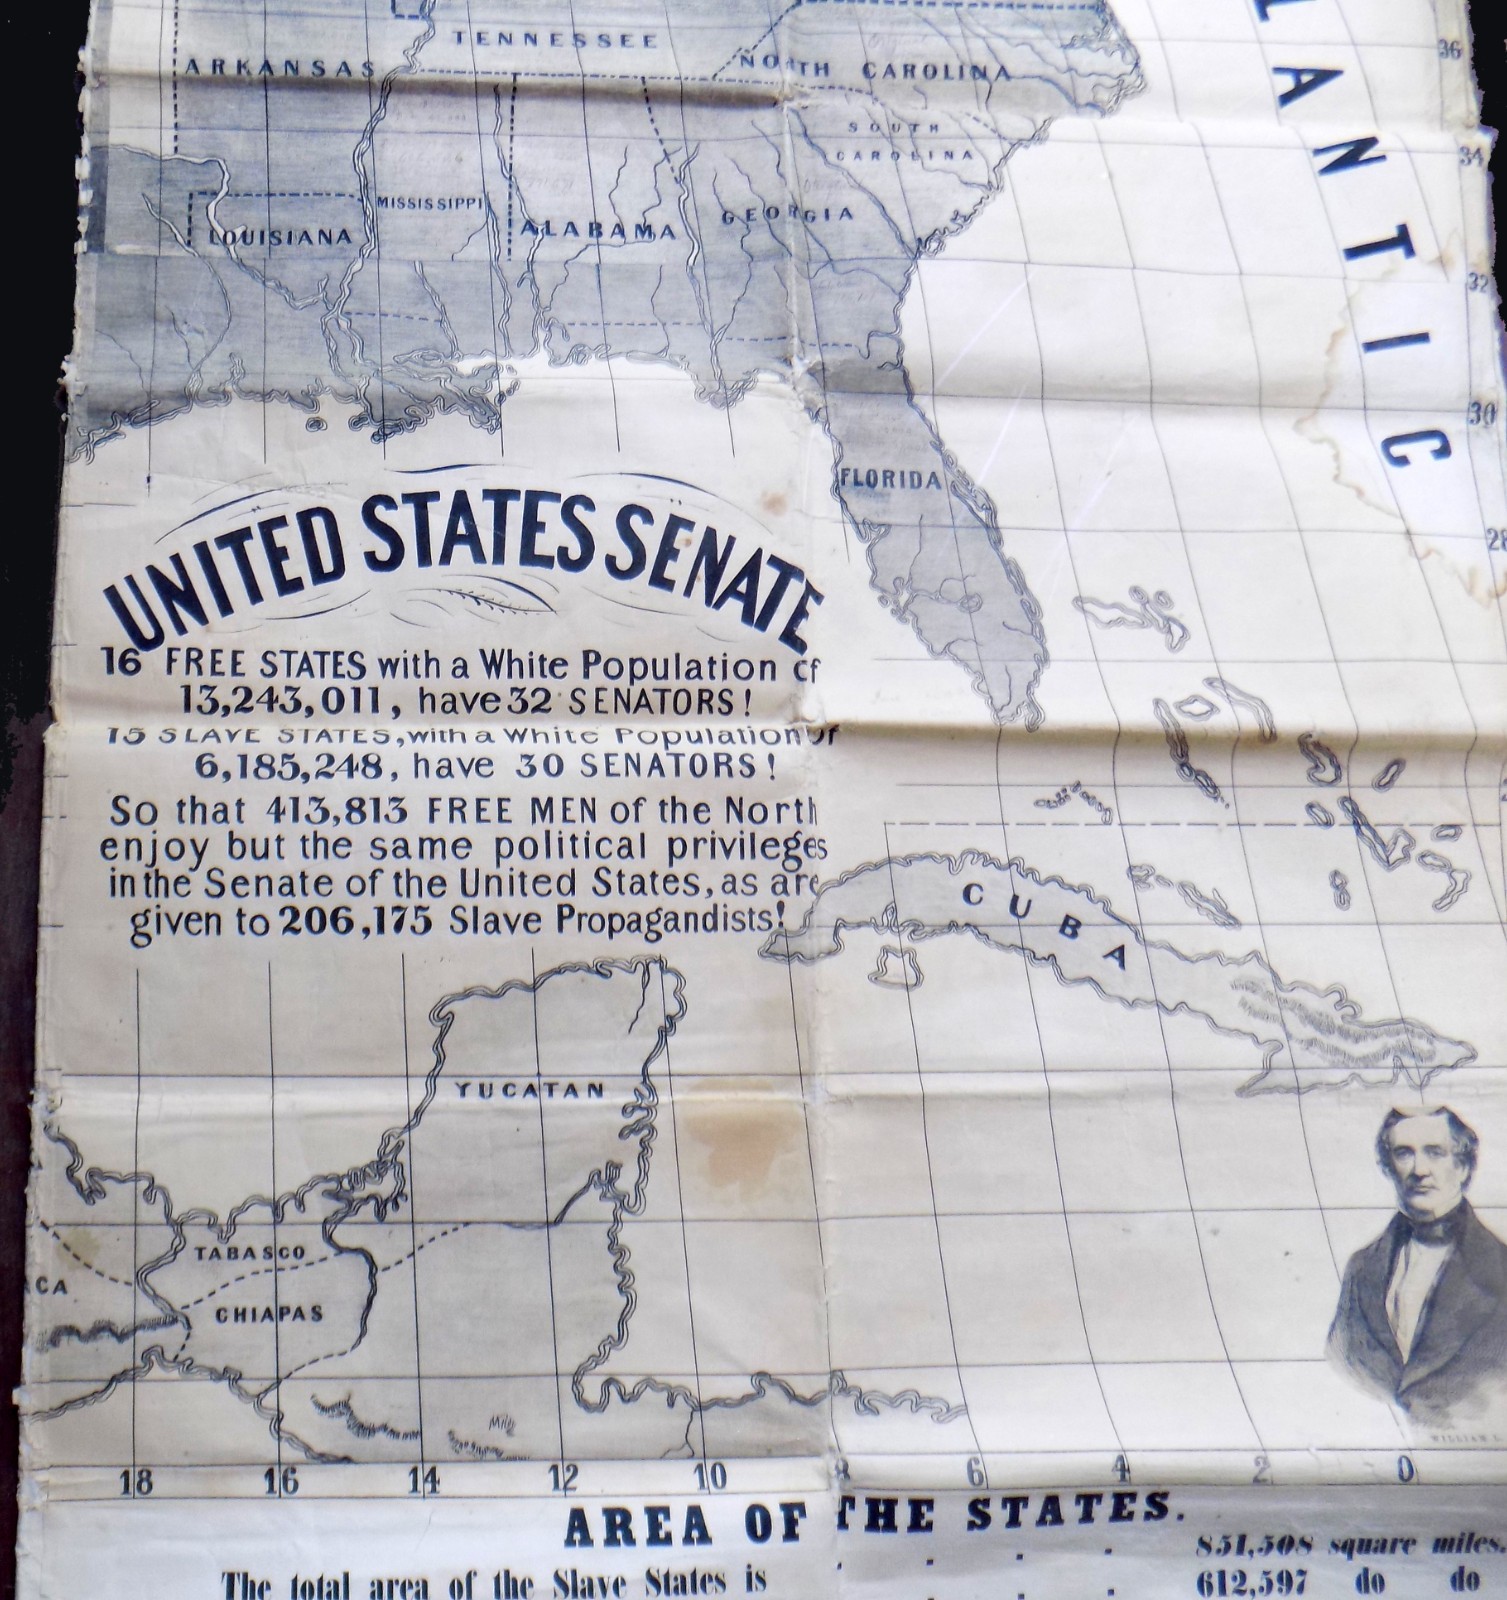 TENNESSEE
ARKANSAS
NORTH CAROLINA
SOUTH
CAROLINA
MISSISSIPPI
LOUISIANA
ALABAMA
GEORGIA
FLORIDA
LANTIC
36
34
32
30
28
UNITED STATES SENATE
16 FREE STATES with a White Population of
13,243,011, have 32 SENATORS!
15 SLAVE STATES, with a White Population of
6,185,248, have 30 SENATORS!
So that 413,813 FREE MEN of the North
enjoy but the same political privileges
in the Senate of the United States, as are
given to 206,175 Slave Propagandists!
CUBA
YUCATAN
TABASCO
CA
CHIAPAS
WILLIAM L.
18 16 14 12 10 8 6 4 2 0
AREA OF THE STATES.
851,508 square miles.
The total area of the Slave States is
612,597 do do